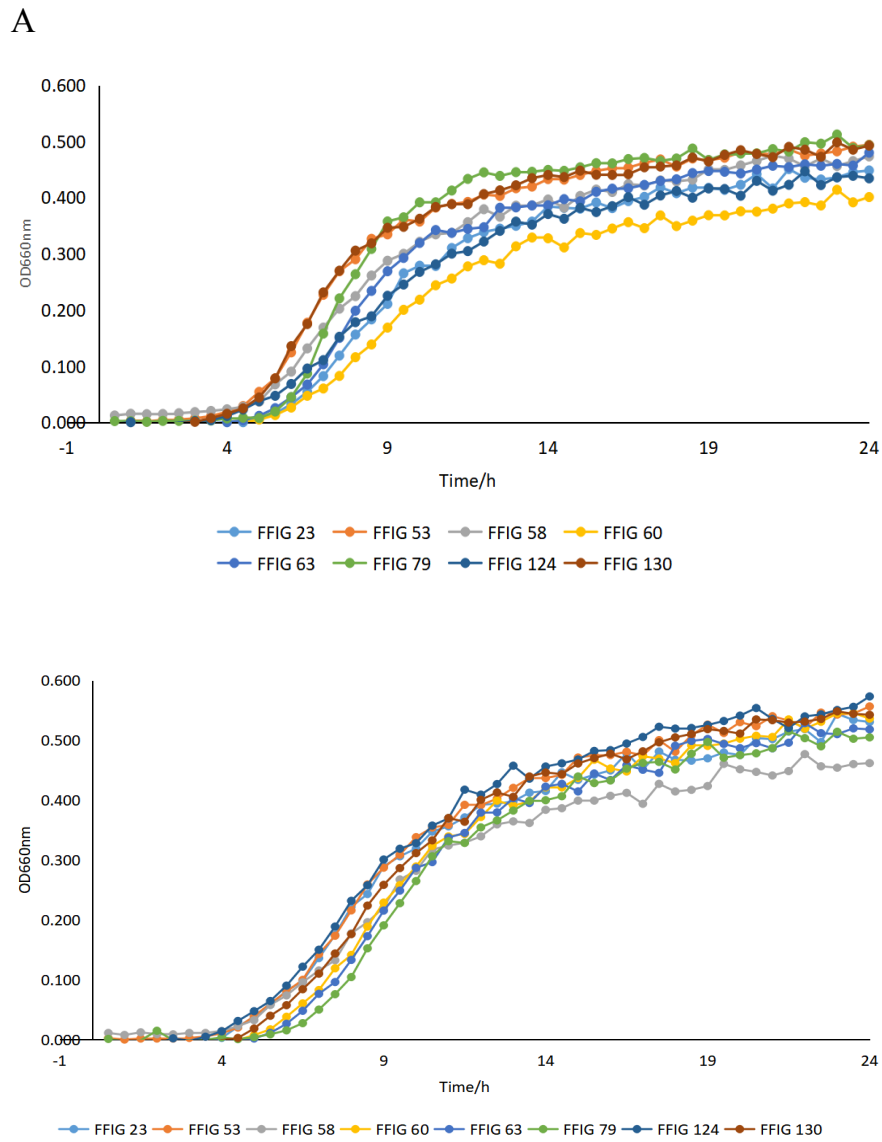 A
0.600
0.500
0.400
0.300
0.200
0.100
0.000
OD660nm
-1 4 9 14 19 24
Time/h
FFIG 23 FFIG 53 FFIG 58 FFIG 60
FFIG 63 FFIG 79 FFIG 124 FFIG 130
0.600
0.500
0.400
0.300
0.200
0.100
0.000
OD660nm
-1 4 9 14 19 24
Time/h
FFIG 23 FFIG 53 FFIG 58 FFIG 60 FFIG 63 FFIG 79 FFIG 124 FFIG 130